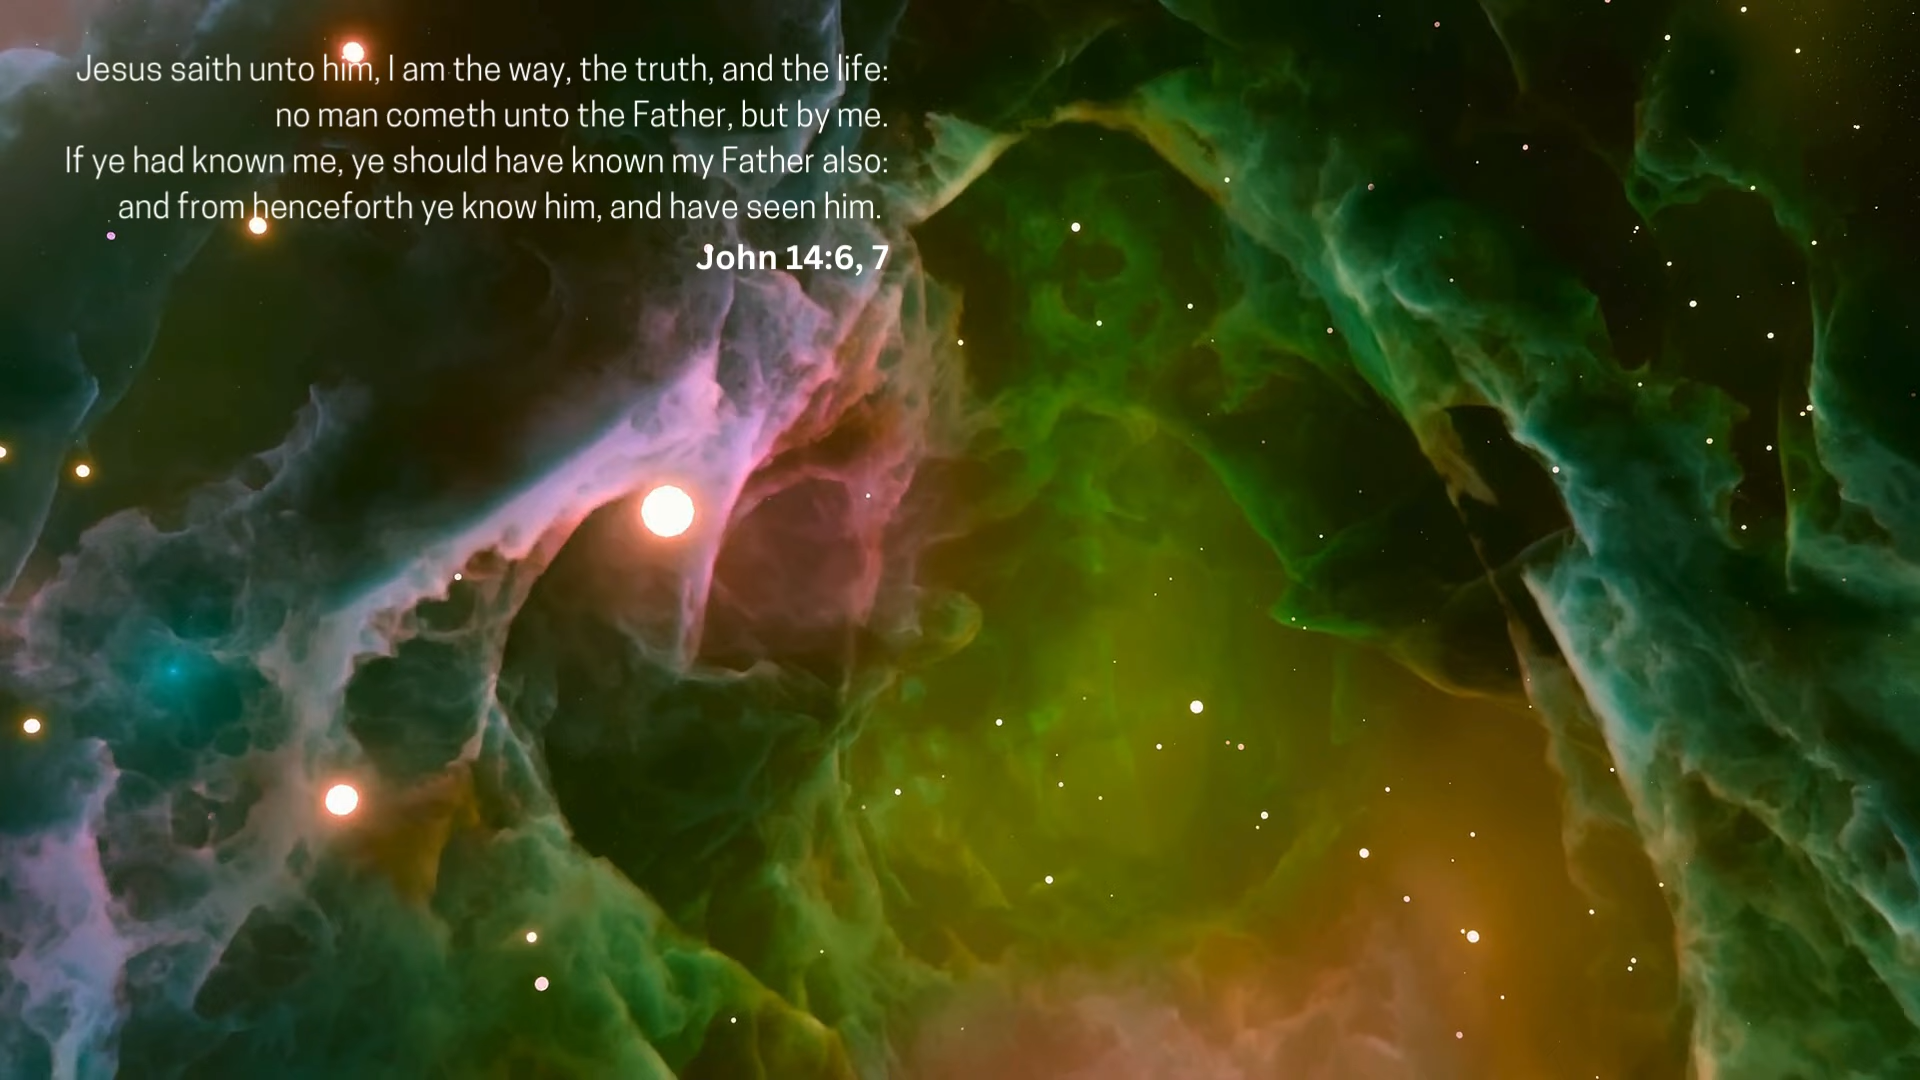 Jesus saith unto him, I am the way, the truth, and the life:
no man cometh unto the Father, but by me.
If ye had known me, ye should have known my Father also:
and from henceforth ye know him, and have seen him.
John 14:6, 7